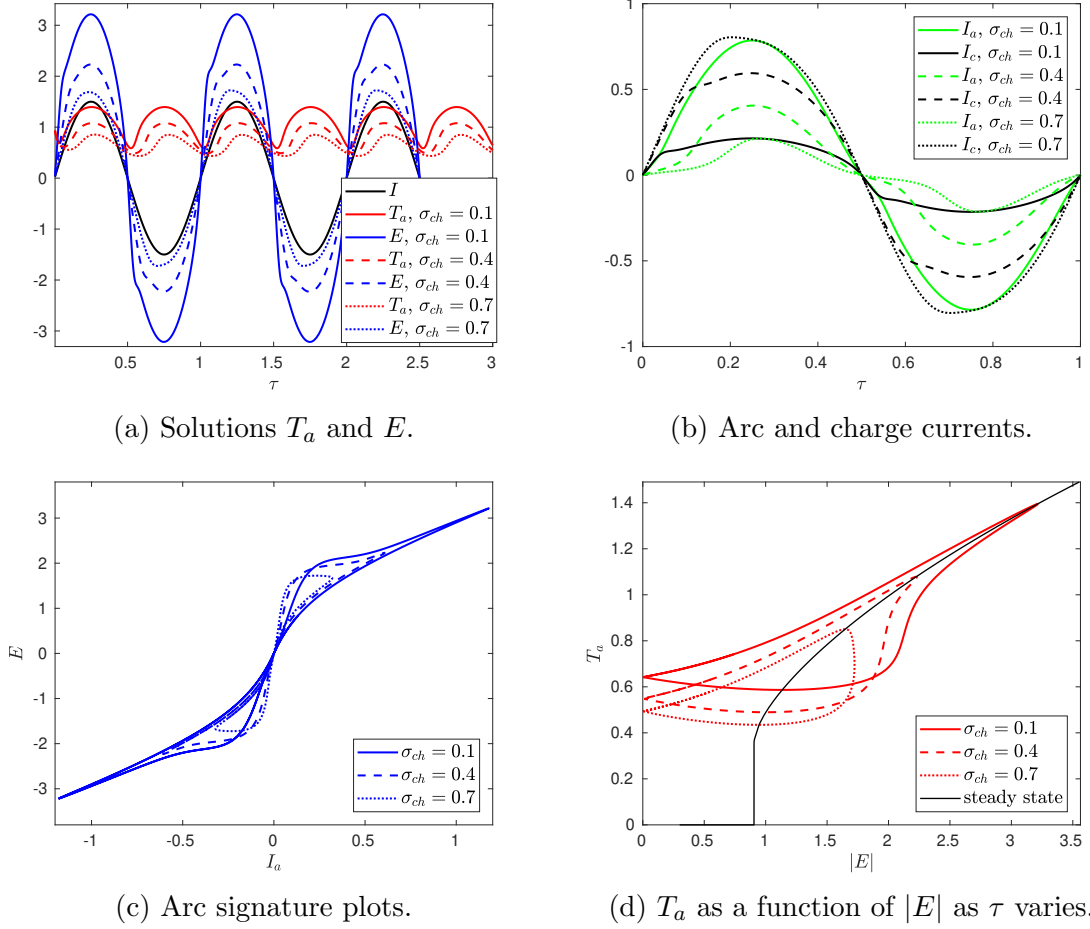 3
2
1
0
-1
-2
-3
0.5 1 1.5 2 2.5 3
τ
I
T_a, σ_ch = 0.1
E, σ_ch = 0.1
T_a, σ_ch = 0.4
E, σ_ch = 0.4
T_a, σ_ch = 0.7
E, σ_ch = 0.7
(a) Solutions T_a and E.
1
0.5
0
-0.5
-1
0 0.2 0.4 0.6 0.8 1
τ
I_a, σ_ch = 0.1
I_c, σ_ch = 0.1
I_a, σ_ch = 0.4
I_c, σ_ch = 0.4
I_a, σ_ch = 0.7
I_c, σ_ch = 0.7
(b) Arc and charge currents.
E
3
2
1
0
-1
-2
-3
-1 -0.5 0 0.5 1
I_a
σ_ch = 0.1
σ_ch = 0.4
σ_ch = 0.7
(c) Arc signature plots.
T_a
1.4
1.2
1
0.8
0.6
0.4
0.2
0
0 0.5 1 1.5 2 2.5 3 3.5
|E|
σ_ch = 0.1
σ_ch = 0.4
σ_ch = 0.7
steady state
(d) T_a as a function of |E| as τ varies.